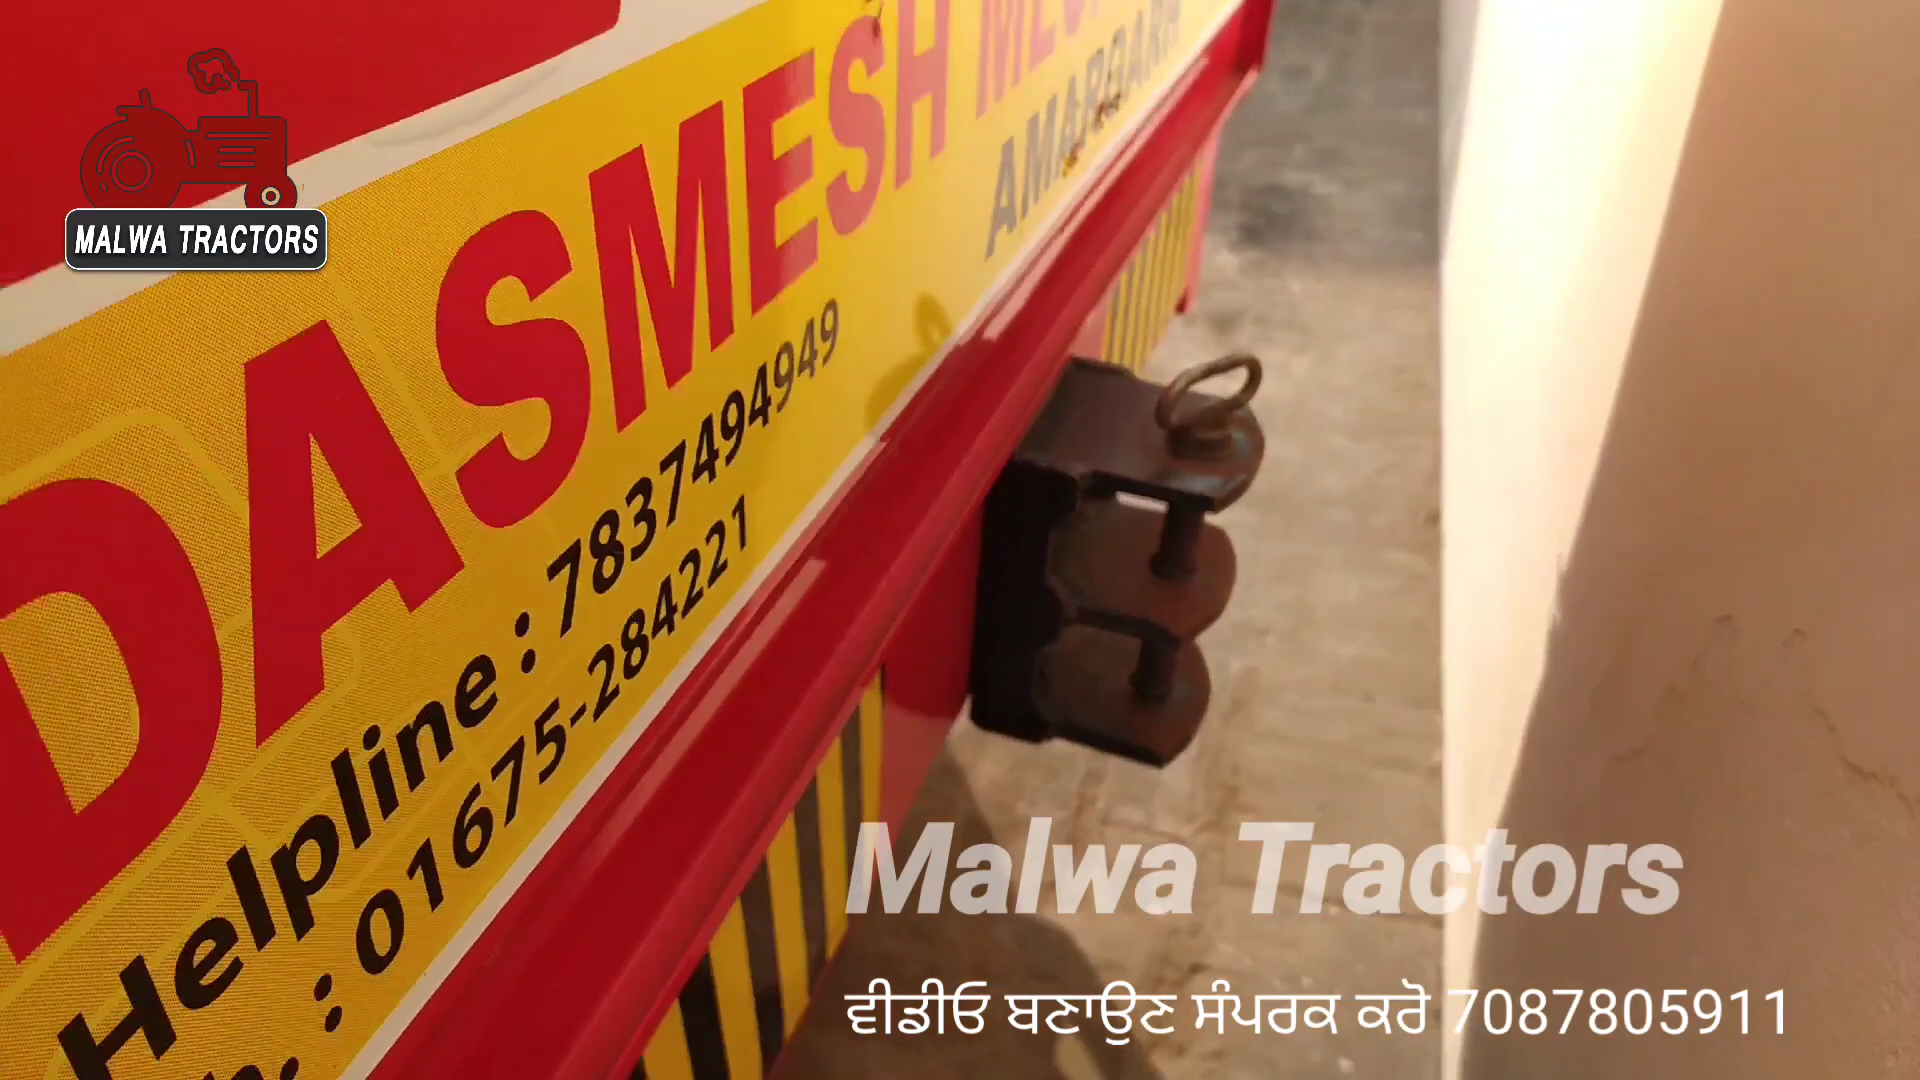 MALWA TRACTORS
DASMESH
AMARGARH
Helpline : 7837494949
: 01675-284221
Malwa Tractors
ਵੀਡੀਓ ਬਣਾਉਣ ਸੰਪਰਕ ਕਰੋ 7087805911